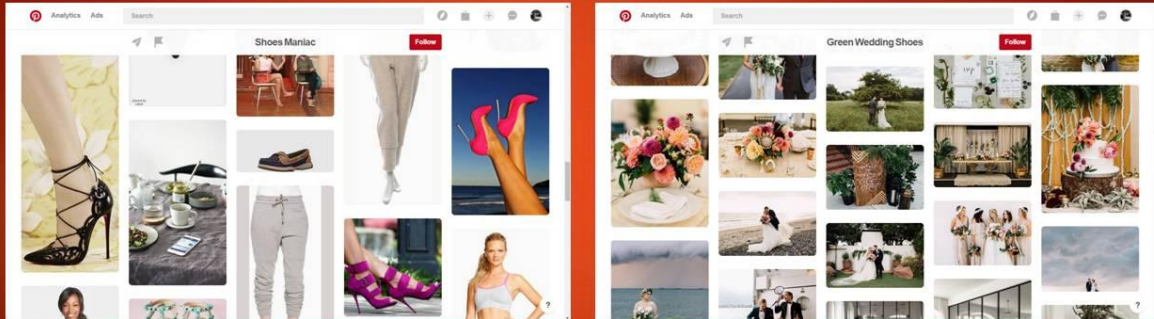 Analytics Ads Search
Shoes Maniac Follow
?
Analytics Ads Search
Green Wedding Shoes Follow
?